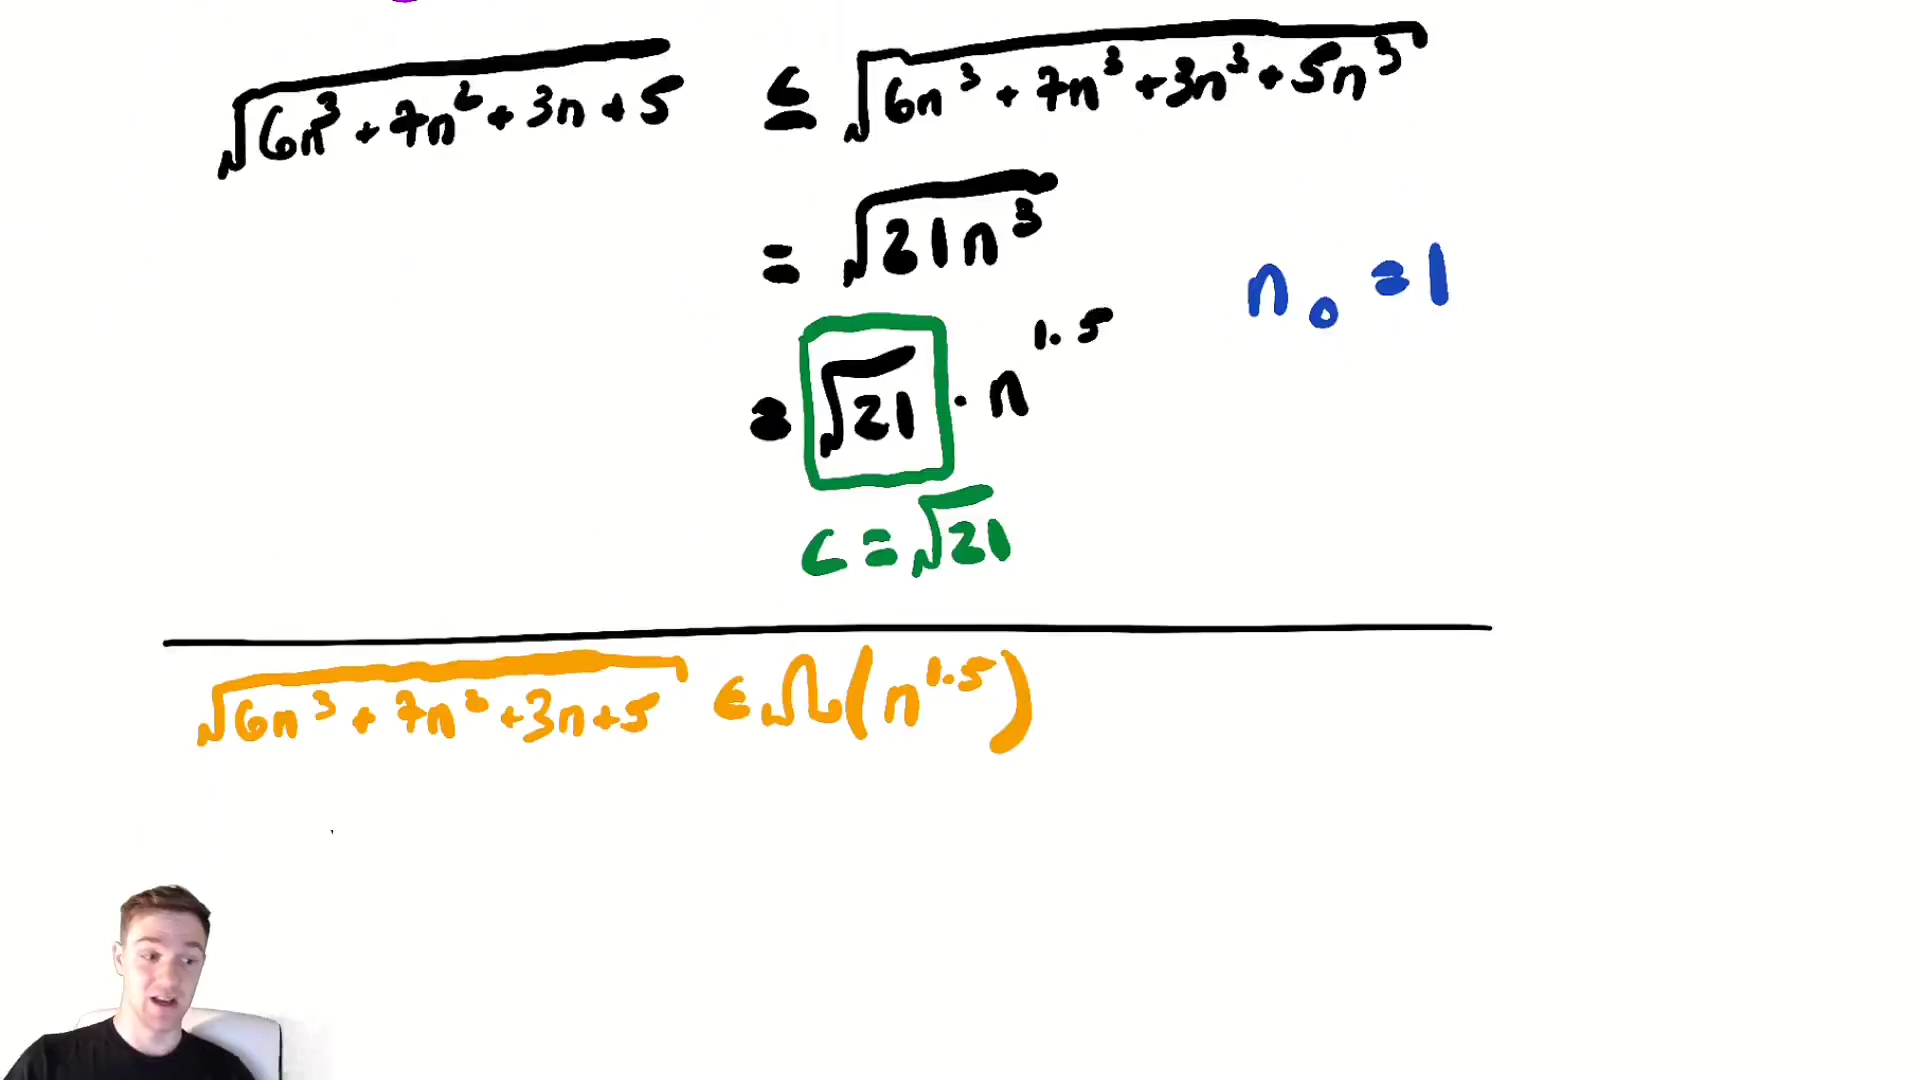 √6n³ + 7n² + 3n + 5 ≤ √6n³ + 7n³ + 3n³ + 5n³
= √21n³
n₀ = 1
= √21 · n^1.5
c = √21
√6n³ + 7n² + 3n + 5 ∈ Ω(n^1.5)